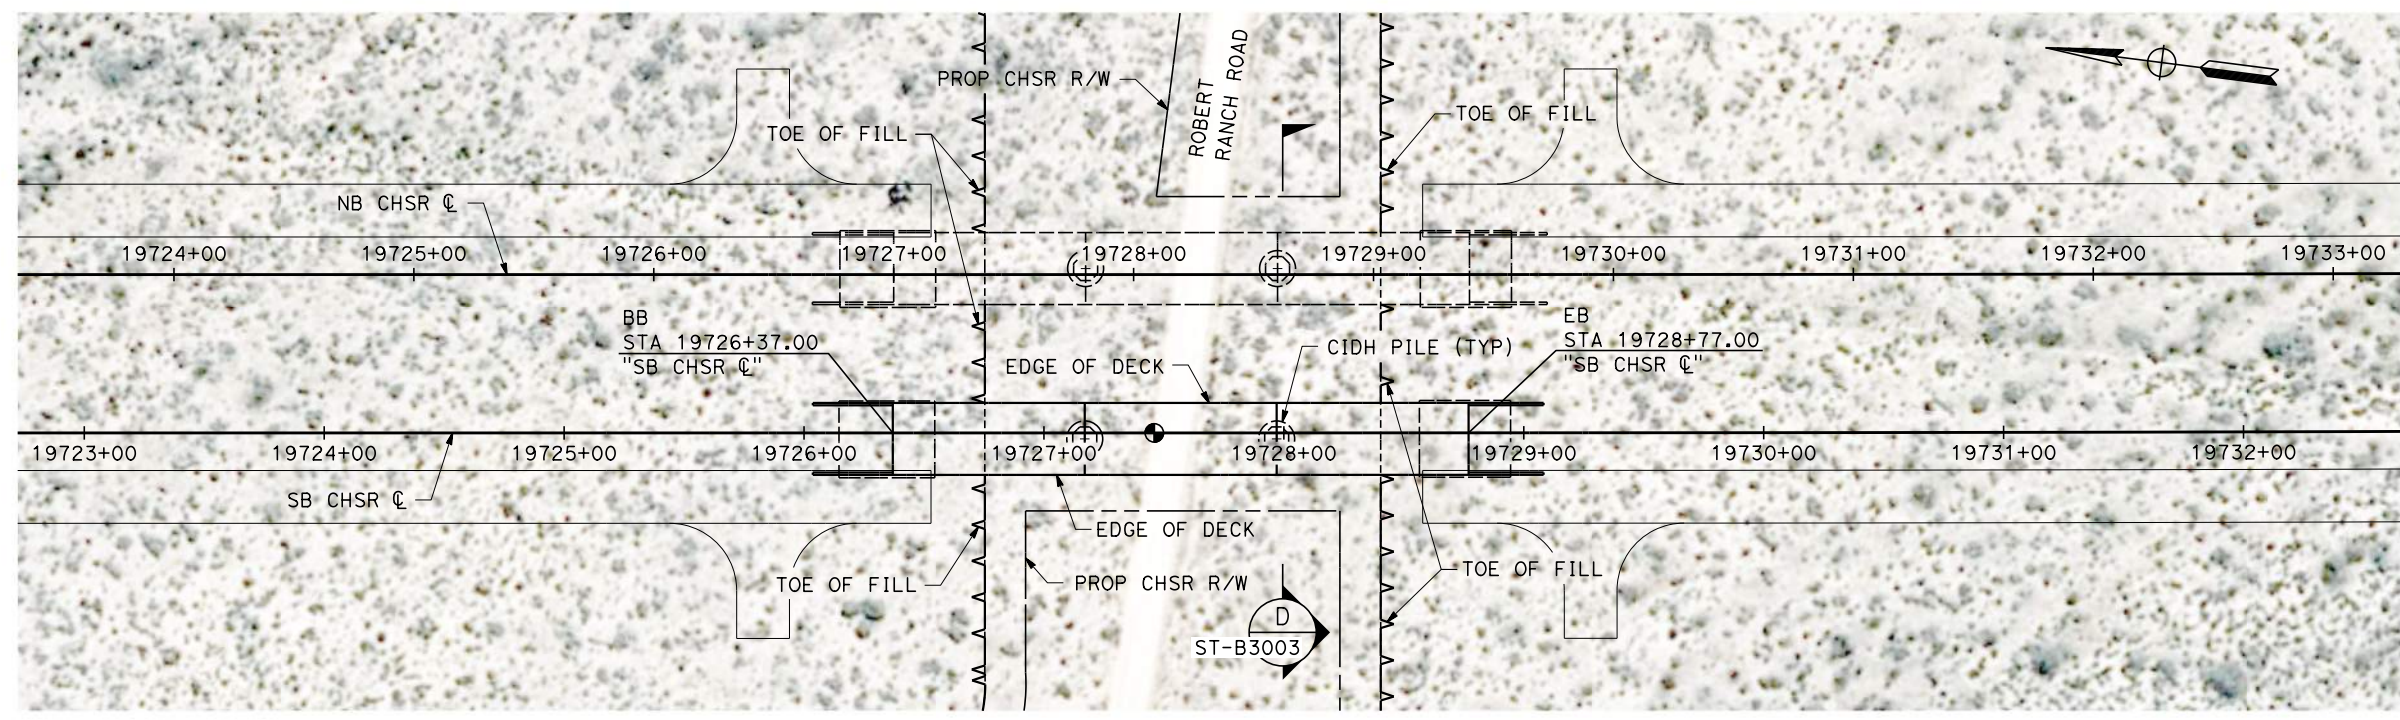 PROP CHSR R/W
ROBERT
RANCH ROAD
TOE OF FILL
TOE OF FILL
NB CHSR ℄
19724+00
19725+00
19726+00
19727+00
19728+00
19729+00
19730+00
19731+00
19732+00
19733+00
BB
STA 19726+37.00
"SB CHSR ℄"
EDGE OF DECK
CIDH PILE (TYP)
EB
STA 19728+77.00
"SB CHSR ℄"
19723+00
19724+00
19725+00
19726+00
19727+00
19728+00
19729+00
19730+00
19731+00
19732+00
SB CHSR ℄
EDGE OF DECK
TOE OF FILL
PROP CHSR R/W
TOE OF FILL
D
ST-B3003